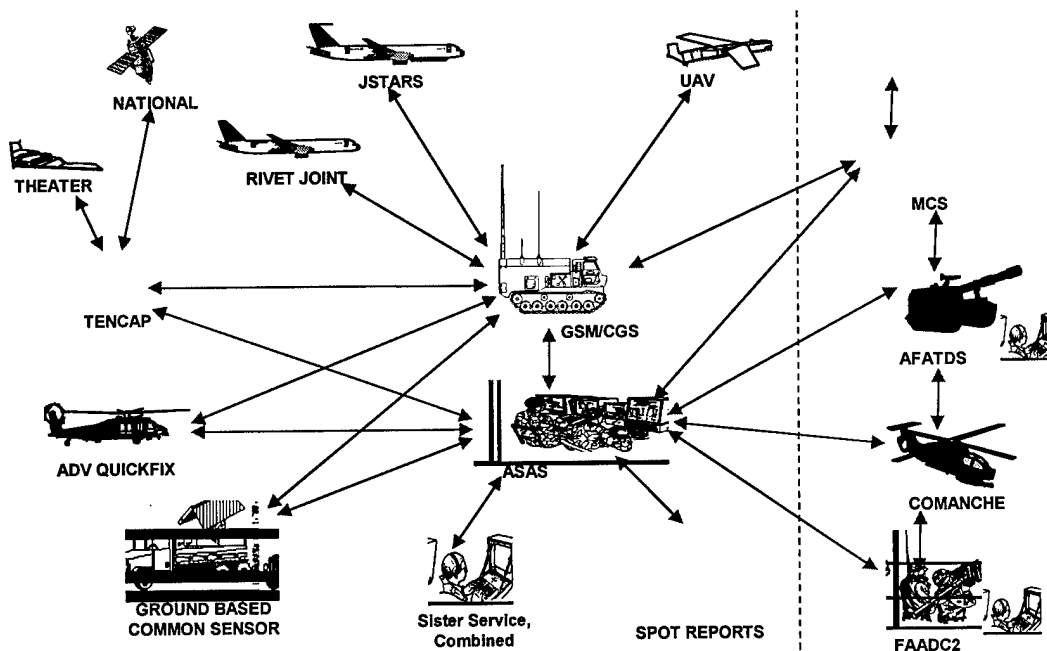 JSTARS
UAV
NATIONAL
THEATER
RIVET JOINT
MCS
TENCAP
GSM/CGS
AFATDS
ADV QUICKFIX
ASAS
COMANCHE
GROUND BASED
COMMON SENSOR
Sister Service,
Combined
SPOT REPORTS
FAADC2